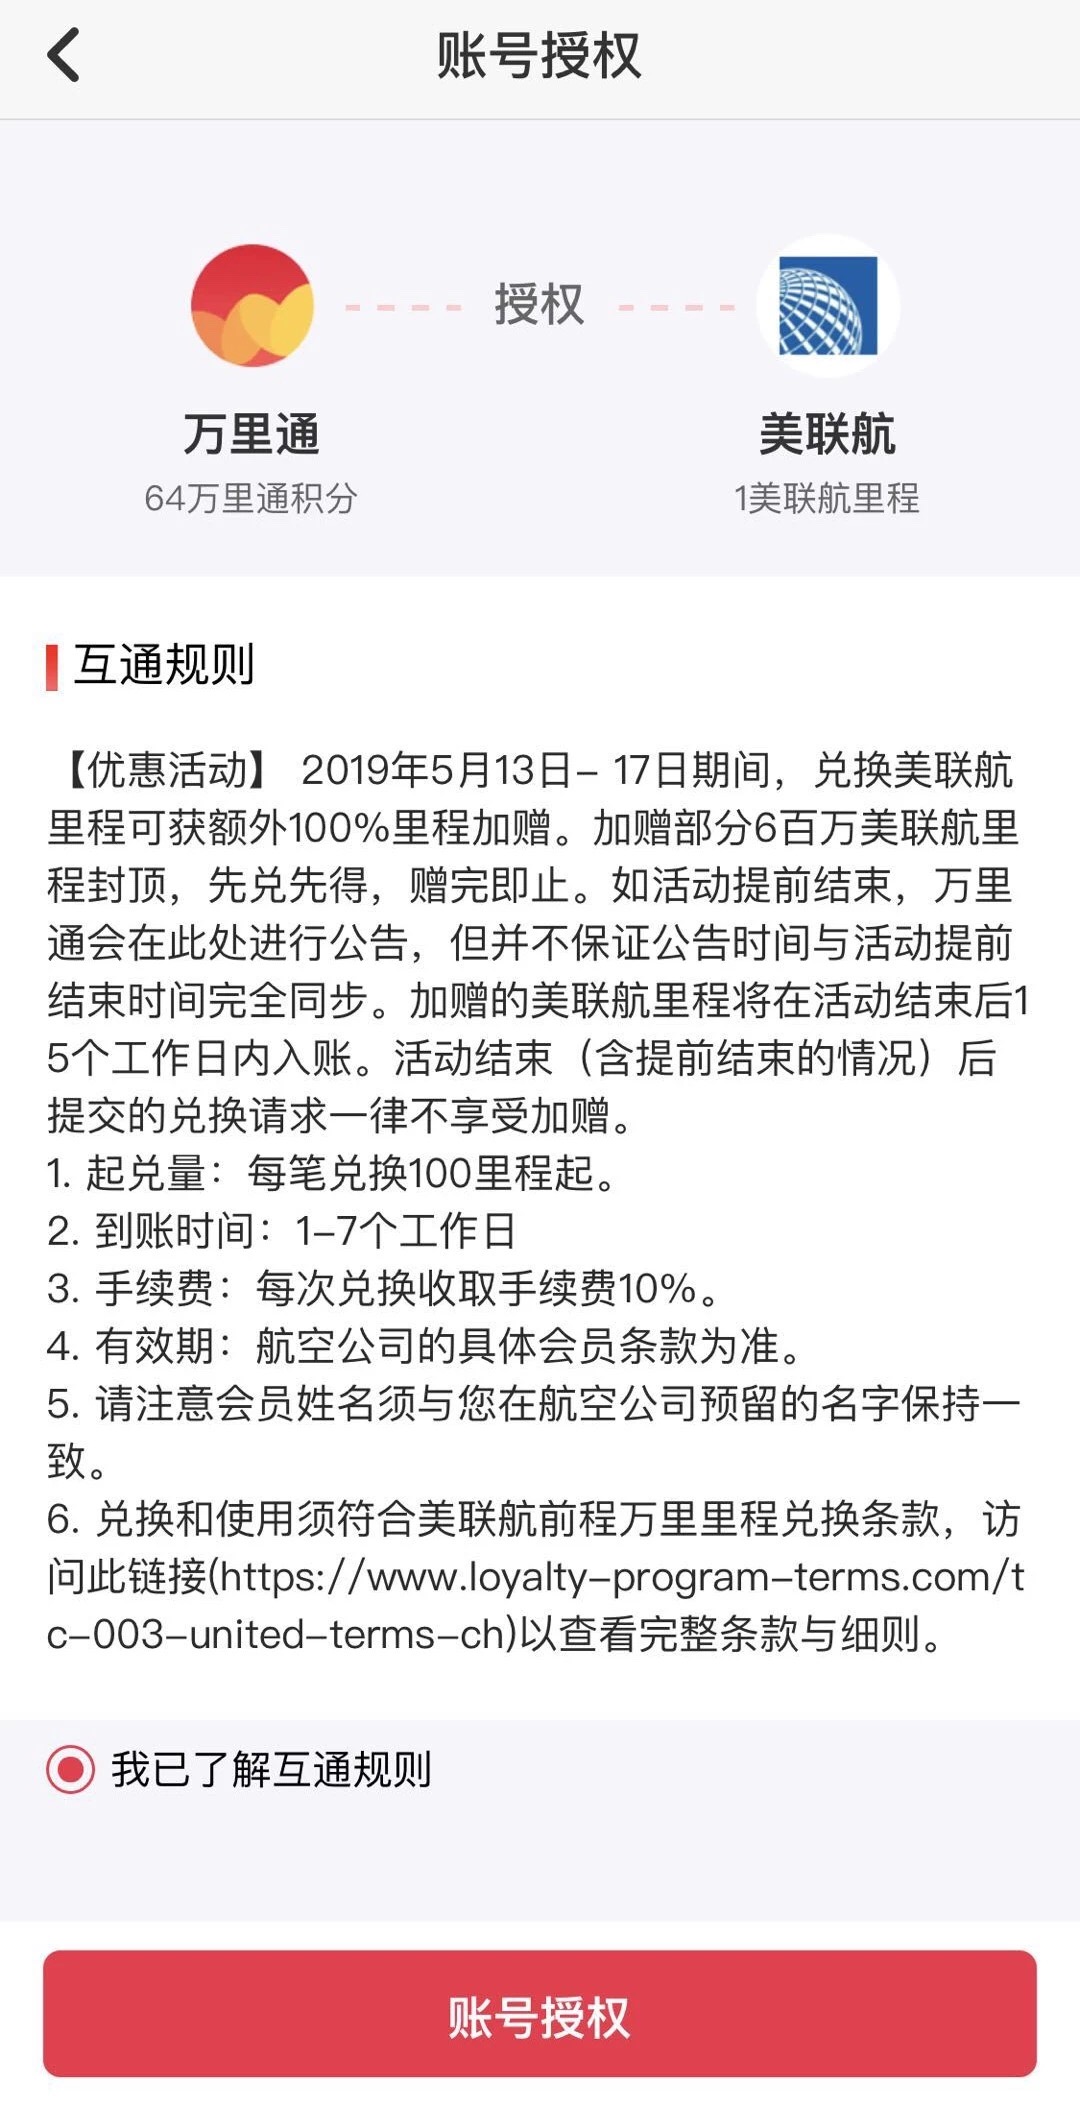 账号授权
授权
万里通
美联航
64万里通积分
1美联航里程
互通规则
【优惠活动】 2019年5月13日- 17日期间，兑换美联航
里程可获额外100%里程加赠。加赠部分6百万美联航里
程封顶，先兑先得，赠完即止。如活动提前结束，万里
通会在此处进行公告，但并不保证公告时间与活动提前
结束时间完全同步。加赠的美联航里程将在活动结束后1
5个工作日内入账。活动结束（含提前结束的情况）后
提交的兑换请求一律不享受加赠。
1. 起兑量：每笔兑换100里程起。
2. 到账时间：1-7个工作日
3. 手续费：每次兑换收取手续费10%。
4. 有效期：航空公司的具体会员条款为准。
5. 请注意会员姓名须与您在航空公司预留的名字保持一
致。
6. 兑换和使用须符合美联航前程万里里程兑换条款，访
问此链接(https://www.loyalty-program-terms.com/t
c-003-united-terms-ch)以查看完整条款与细则。
我已了解互通规则
账号授权